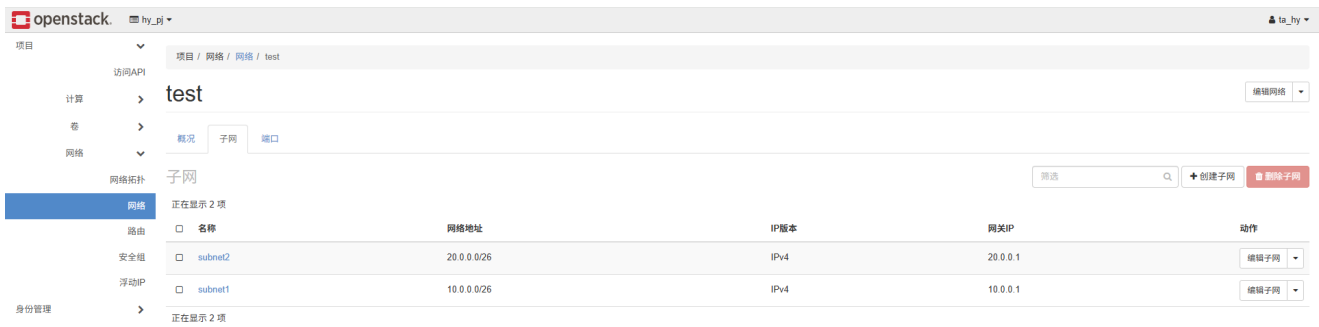 openstack. hy_pj ta_hy
项目
项目 / 网络 / 网络 / test
访问API
test 编辑网络
计算
卷
概况 子网 端口
网络
网络拓扑
子网 筛选 创建子网 删除子网
网络
正在显示 2 项
路由
名称 网络地址 IP版本 网关IP 动作
安全组
subnet2 20.0.0.0/26 IPv4 20.0.0.1 编辑子网
浮动IP
subnet1 10.0.0.0/26 IPv4 10.0.0.1 编辑子网
身份管理
正在显示 2 项